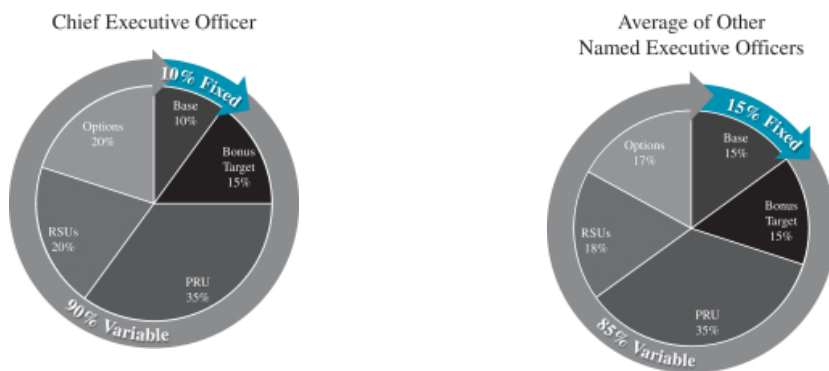 Chief Executive Officer
10% Fixed
Base
10%
Options
20%
Bonus
Target
15%
RSUs
20%
PRU
35%
90% Variable
Average of Other
Named Executive Officers
15% Fixed
Base
15%
Options
17%
Bonus
Target
15%
RSUs
18%
PRU
35%
85% Variable